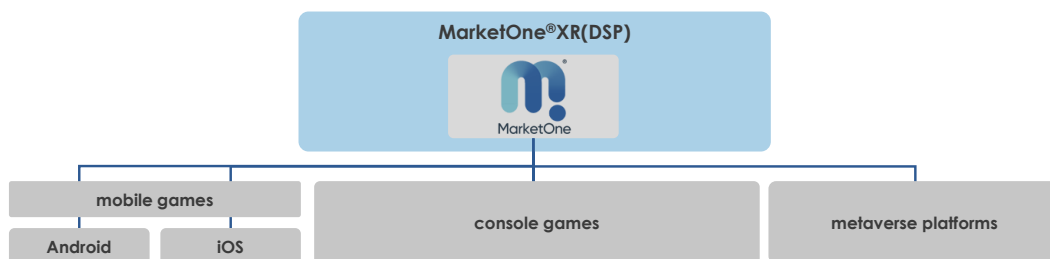 MarketOne®XR(DSP)
MarketOne
mobile games
console games
metaverse platforms
Android
iOS